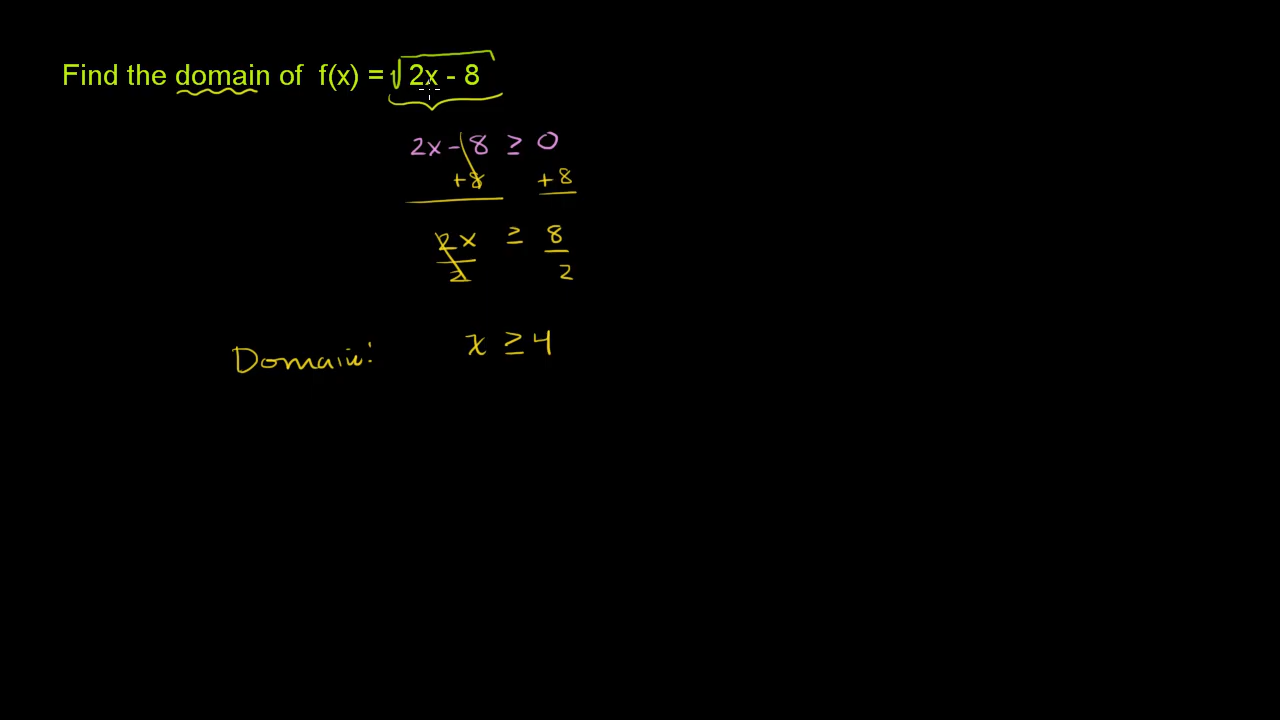 Find the domain of f(x) = √2x - 8
2x - 8 ≥ 0
+8 +8
2x ≥ 8
2 2
Domain: x ≥ 4